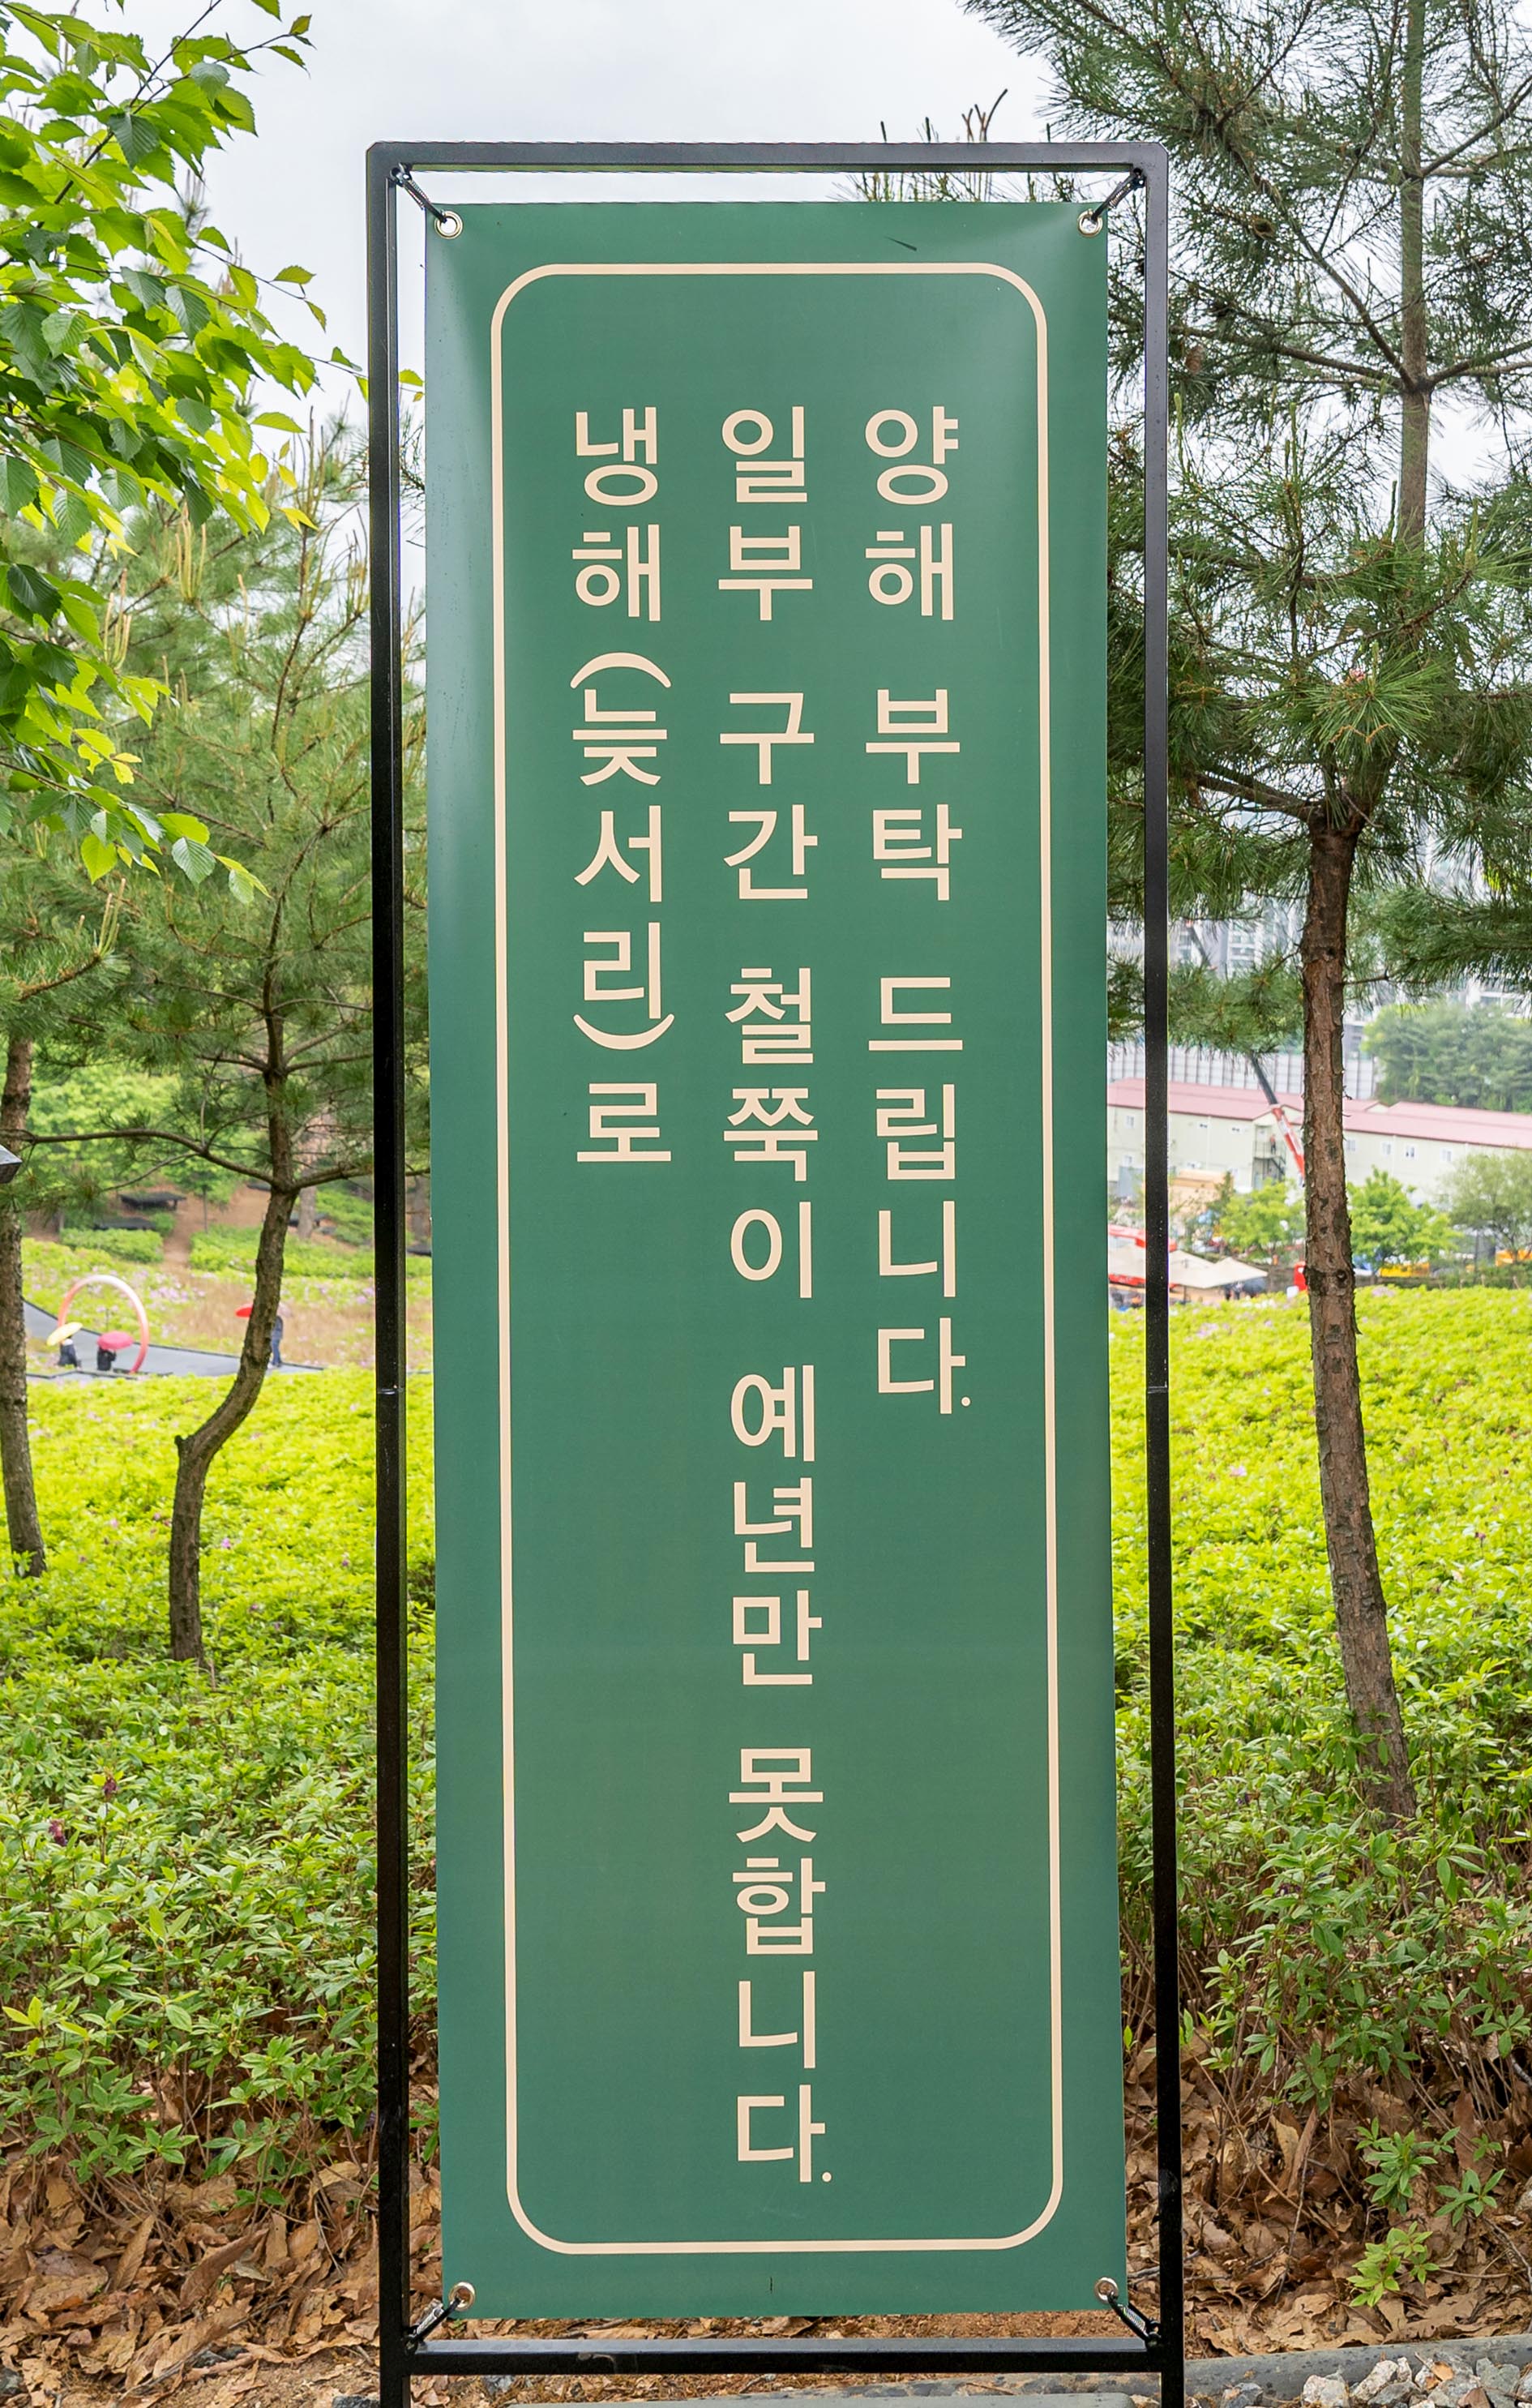 냉해(늦서리)로
일부 구간 철쭉이 예년만 못합니다.
양해 부탁 드립니다.